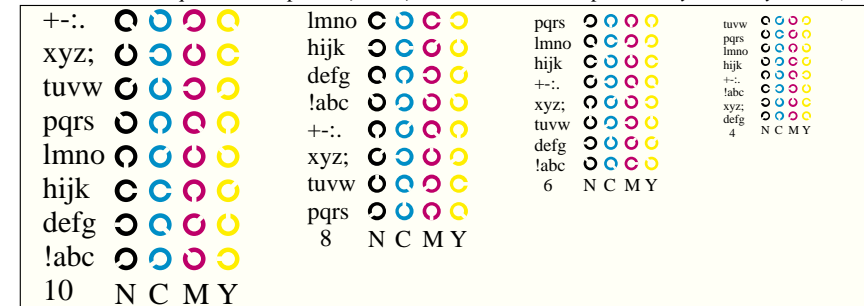 +-:.
xyz;
tuvw
pqrs
lmno
hijk
defg
!abc
10 N C M Y
lmno
hijk
defg
!abc
+-:.
xyz;
tuvw
pqrs
8 N C M Y
pqrs
lmno
hijk
+-:.
xyz;
tuvw
defg
!abc
6 N C M Y
tuvw
pqrs
lmno
hijk
+-:.
!abc
xyz;
defg
4 N C M Y